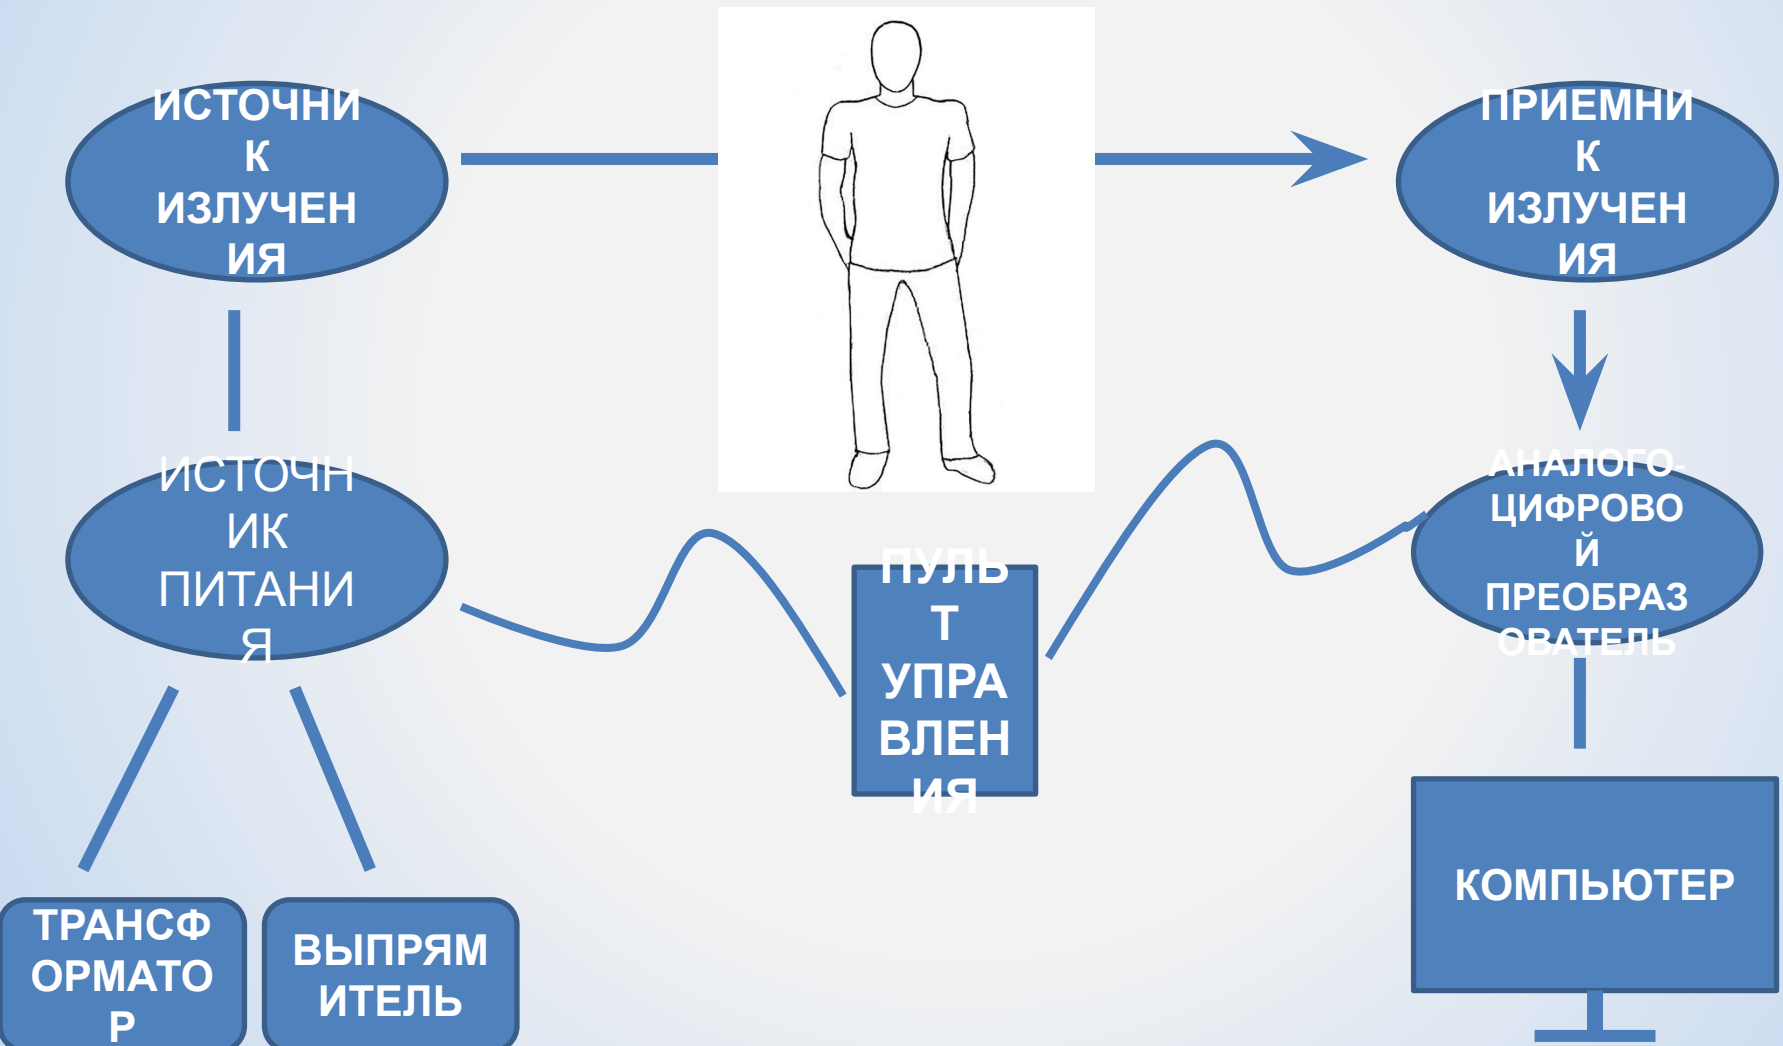 ИСТОЧНИ
К
ИЗЛУЧЕН
ИЯ
ПРИЕМНИ
К
ИЗЛУЧЕН
ИЯ
ИСТОЧН
ИК
ПИТАНИ
Я
ПУЛЬ
Т
УПРА
ВЛЕН
ИЯ
АНАЛОГО-
ЦИФРОВО
Й
ПРЕОБРАЗ
ОВАТЕЛЬ
ТРАНСФ
ОРМАТО
Р
ВЫПРЯМ
ИТЕЛЬ
КОМПЬЮТЕР